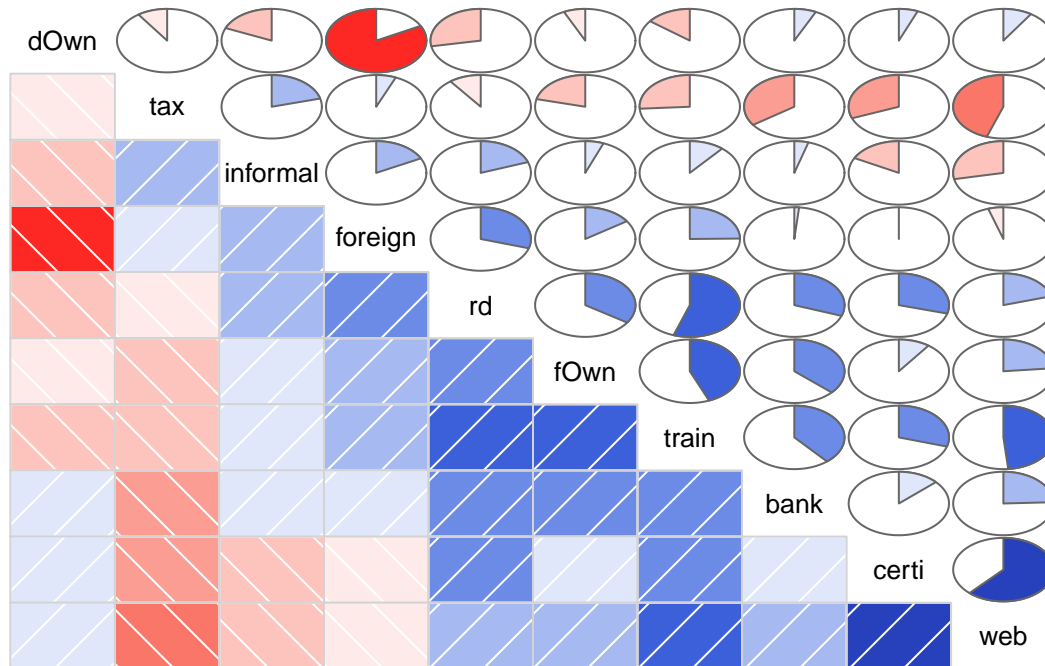 dOwn
tax
informal
foreign
rd
fOwn
train
bank
certi
web